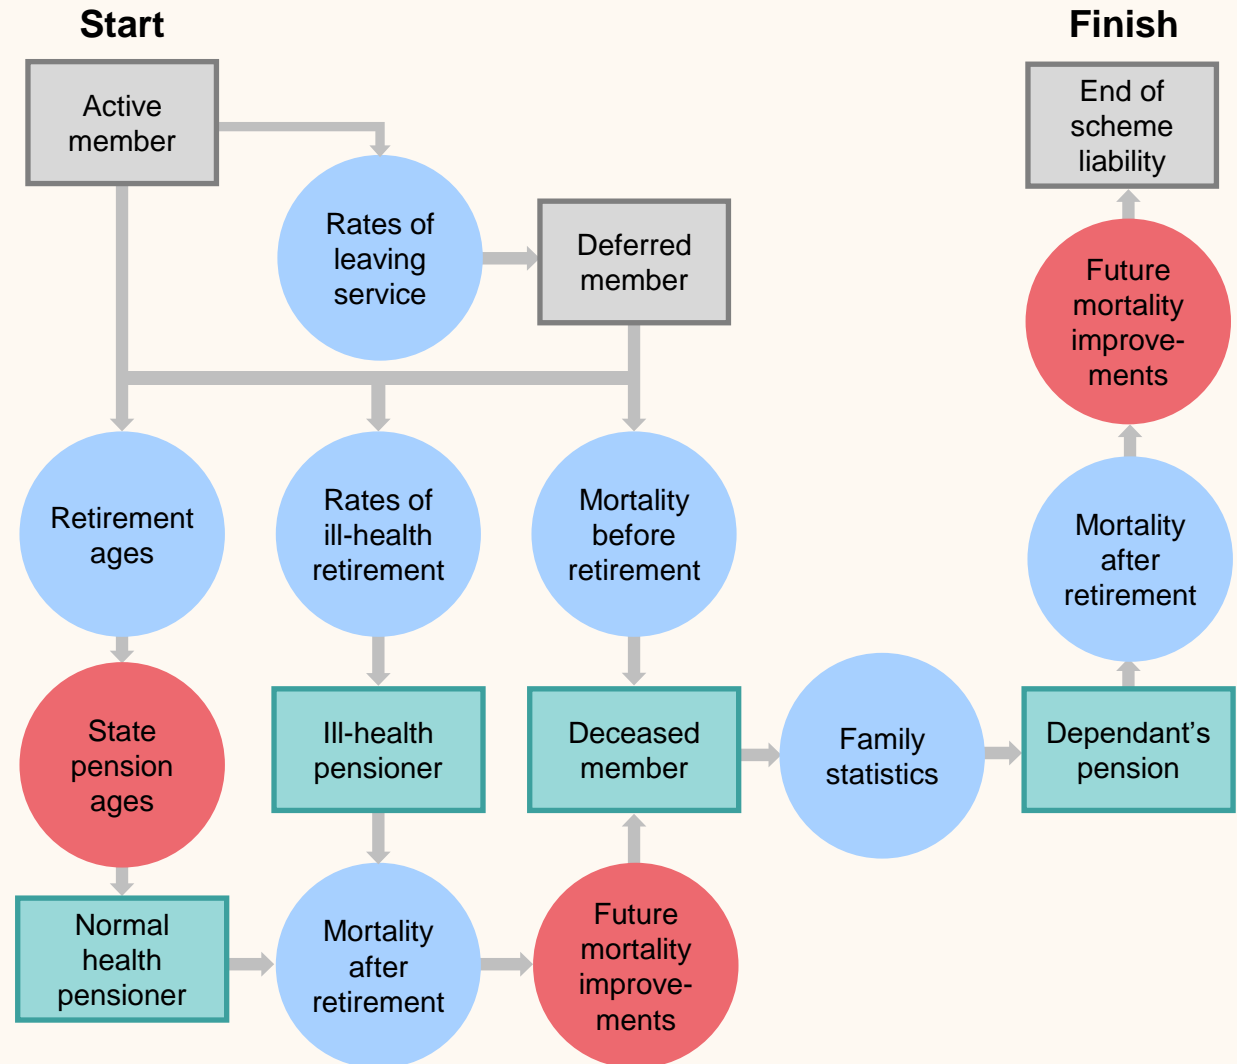 Start
Finish
Active
member
End of
scheme
liability
Rates of
leaving
service
Deferred
member
Future
mortality
improve-
ments
Retirement
ages
Rates of
ill-health
retirement
Mortality
before
retirement
Mortality
after
retirement
State
pension
ages
Ill-health
pensioner
Deceased
member
Family
statistics
Dependant's
pension
Normal
health
pensioner
Mortality
after
retirement
Future
mortality
improve-
ments